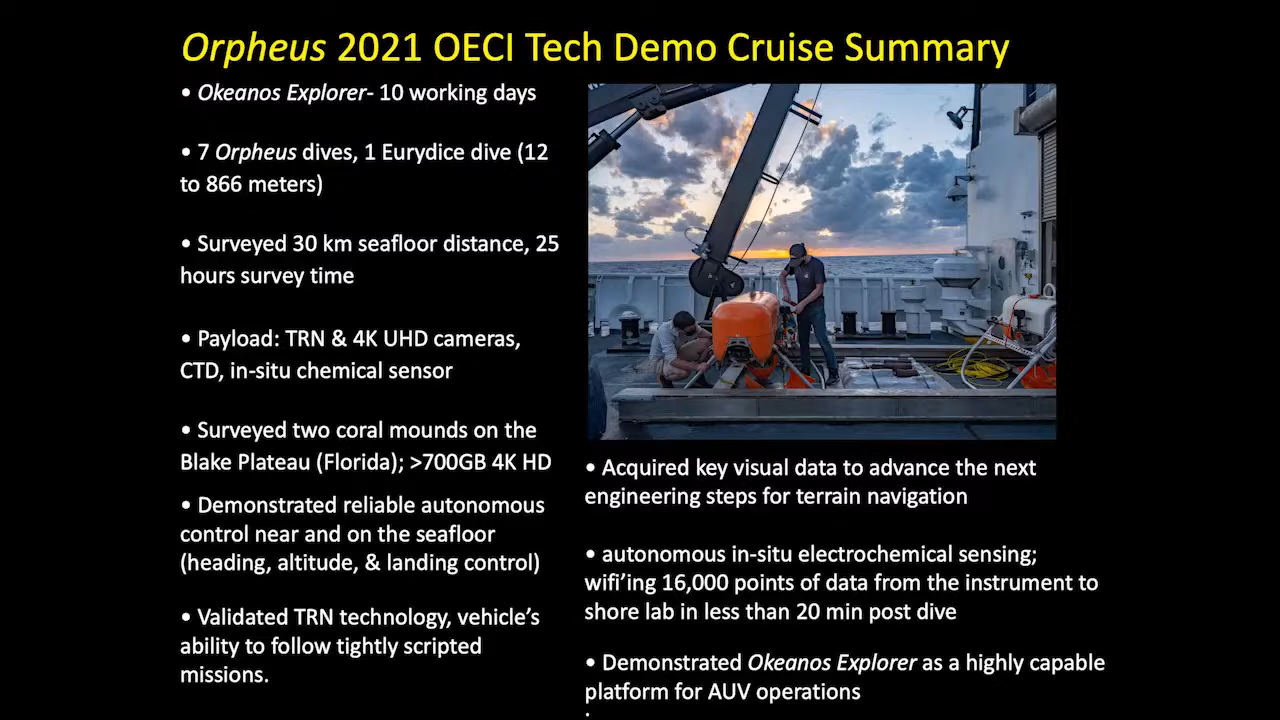 Orpheus 2021 OECI Tech Demo Cruise Summary
• Okeanos Explorer- 10 working days
• 7 Orpheus dives, 1 Eurydice dive (12
to 866 meters)
• Surveyed 30 km seafloor distance, 25
hours survey time
• Payload: TRN & 4K UHD cameras,
CTD, in-situ chemical sensor
• Surveyed two coral mounds on the
Blake Plateau (Florida); >700GB 4K HD
• Demonstrated reliable autonomous
control near and on the seafloor
(heading, altitude, & landing control)
• Validated TRN technology, vehicle’s
ability to follow tightly scripted
missions.
• Acquired key visual data to advance the next
engineering steps for terrain navigation
• autonomous in-situ electrochemical sensing;
wifi’ing 16,000 points of data from the instrument to
shore lab in less than 20 min post dive
• Demonstrated Okeanos Explorer as a highly capable
platform for AUV operations